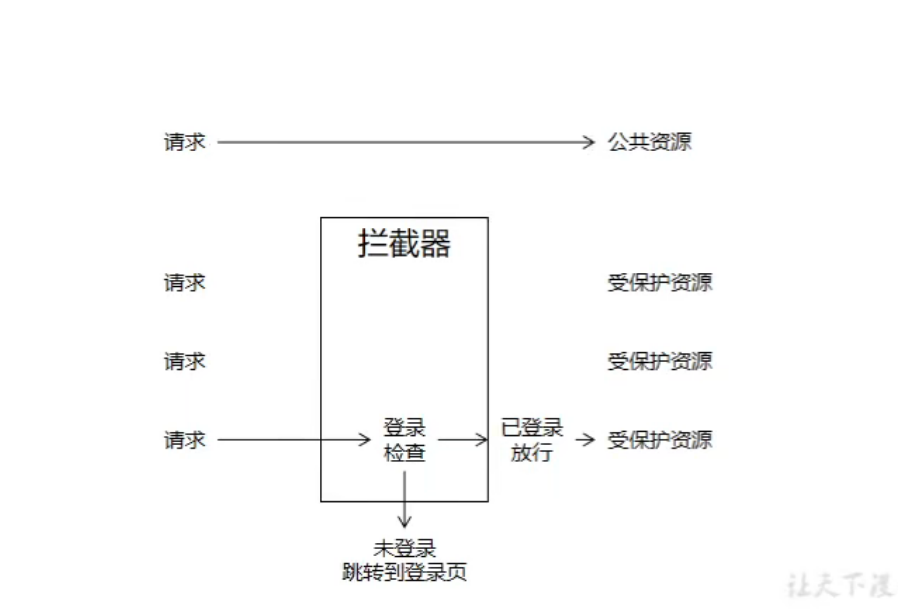 请求
公共资源
拦截器
请求
受保护资源
请求
受保护资源
请求
登录
检查
已登录
放行
受保护资源
未登录
跳转到登录页
让天下没